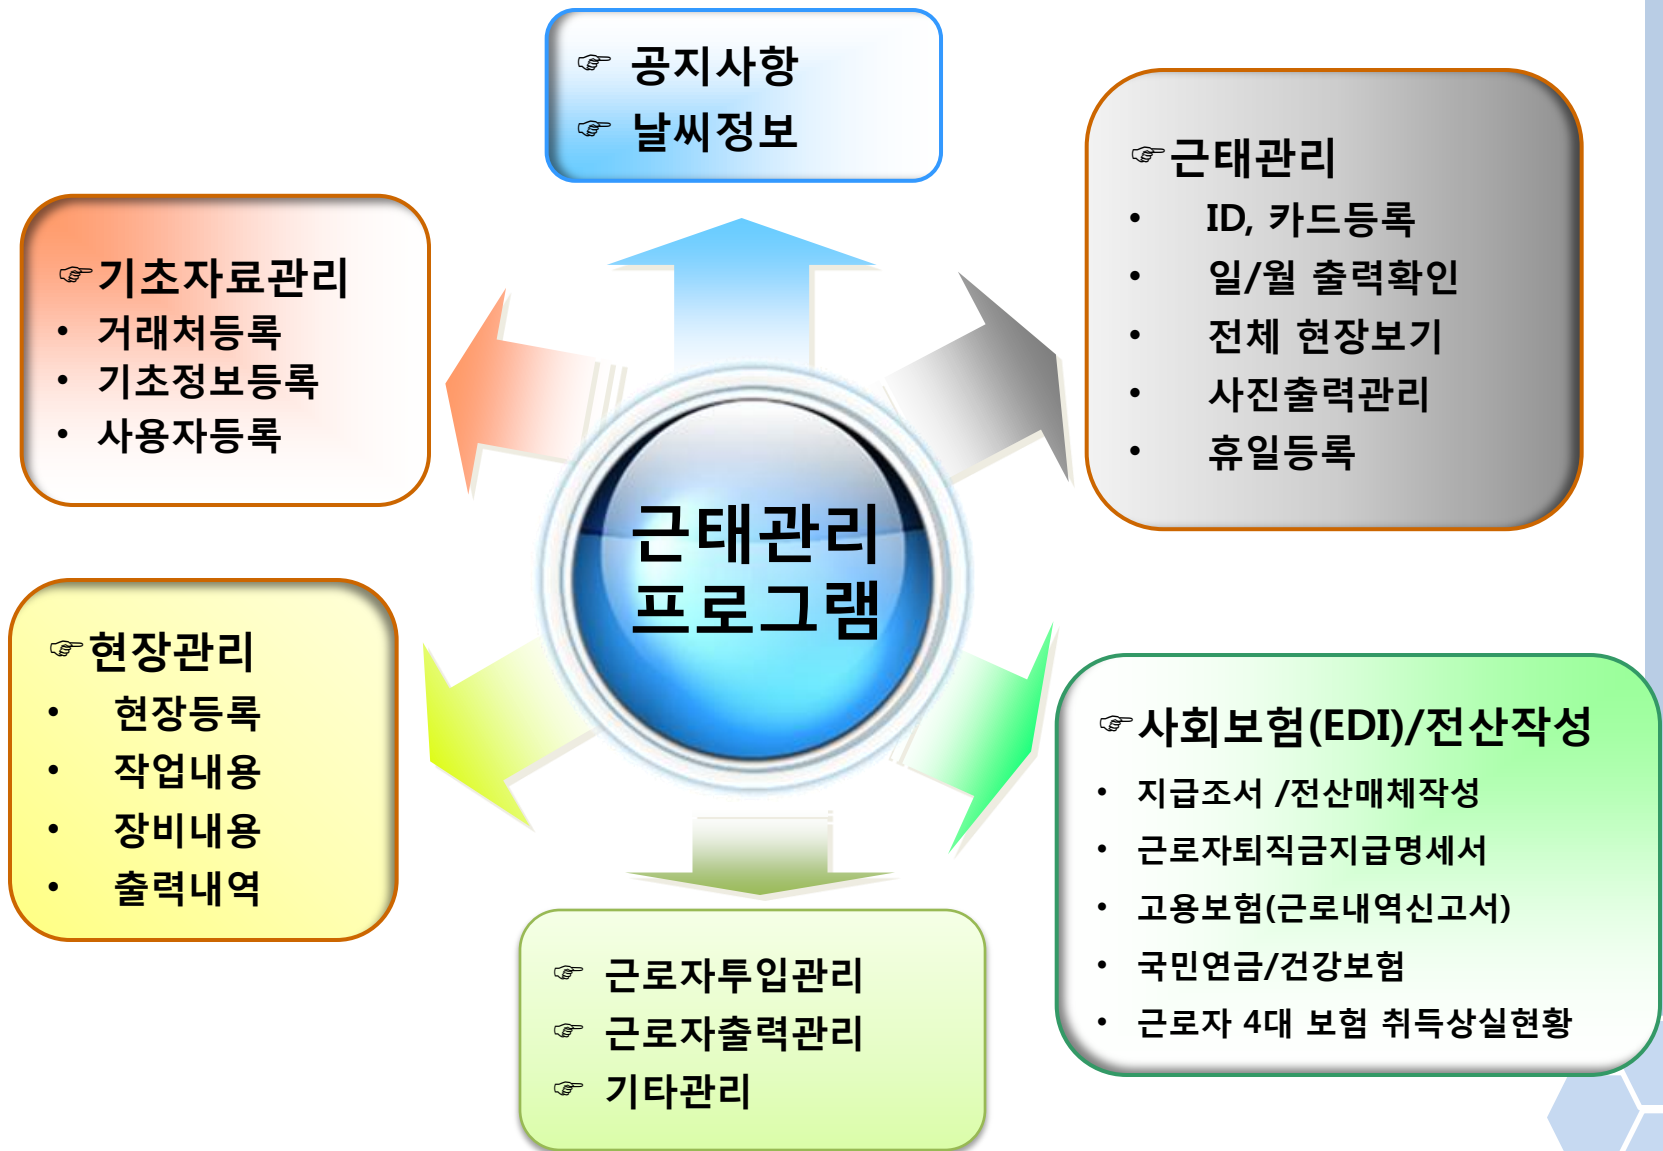 ☞ 공지사항
☞ 날씨정보
☞기초자료관리
• 거래처등록
• 기초정보등록
• 사용자등록
☞근태관리
• ID, 카드등록
• 일/월 출력확인
• 전체 현장보기
• 사진출력관리
• 휴일등록
근태관리
프로그램
☞현장관리
• 현장등록
• 작업내용
• 장비내용
• 출력내역
☞사회보험(EDI)/전산작성
• 지급조서 /전산매체작성
• 근로자퇴직금지급명세서
• 고용보험(근로내역신고서)
• 국민연금/건강보험
• 근로자 4대 보험 취득상실현황
☞ 근로자투입관리
☞ 근로자출력관리
☞ 기타관리